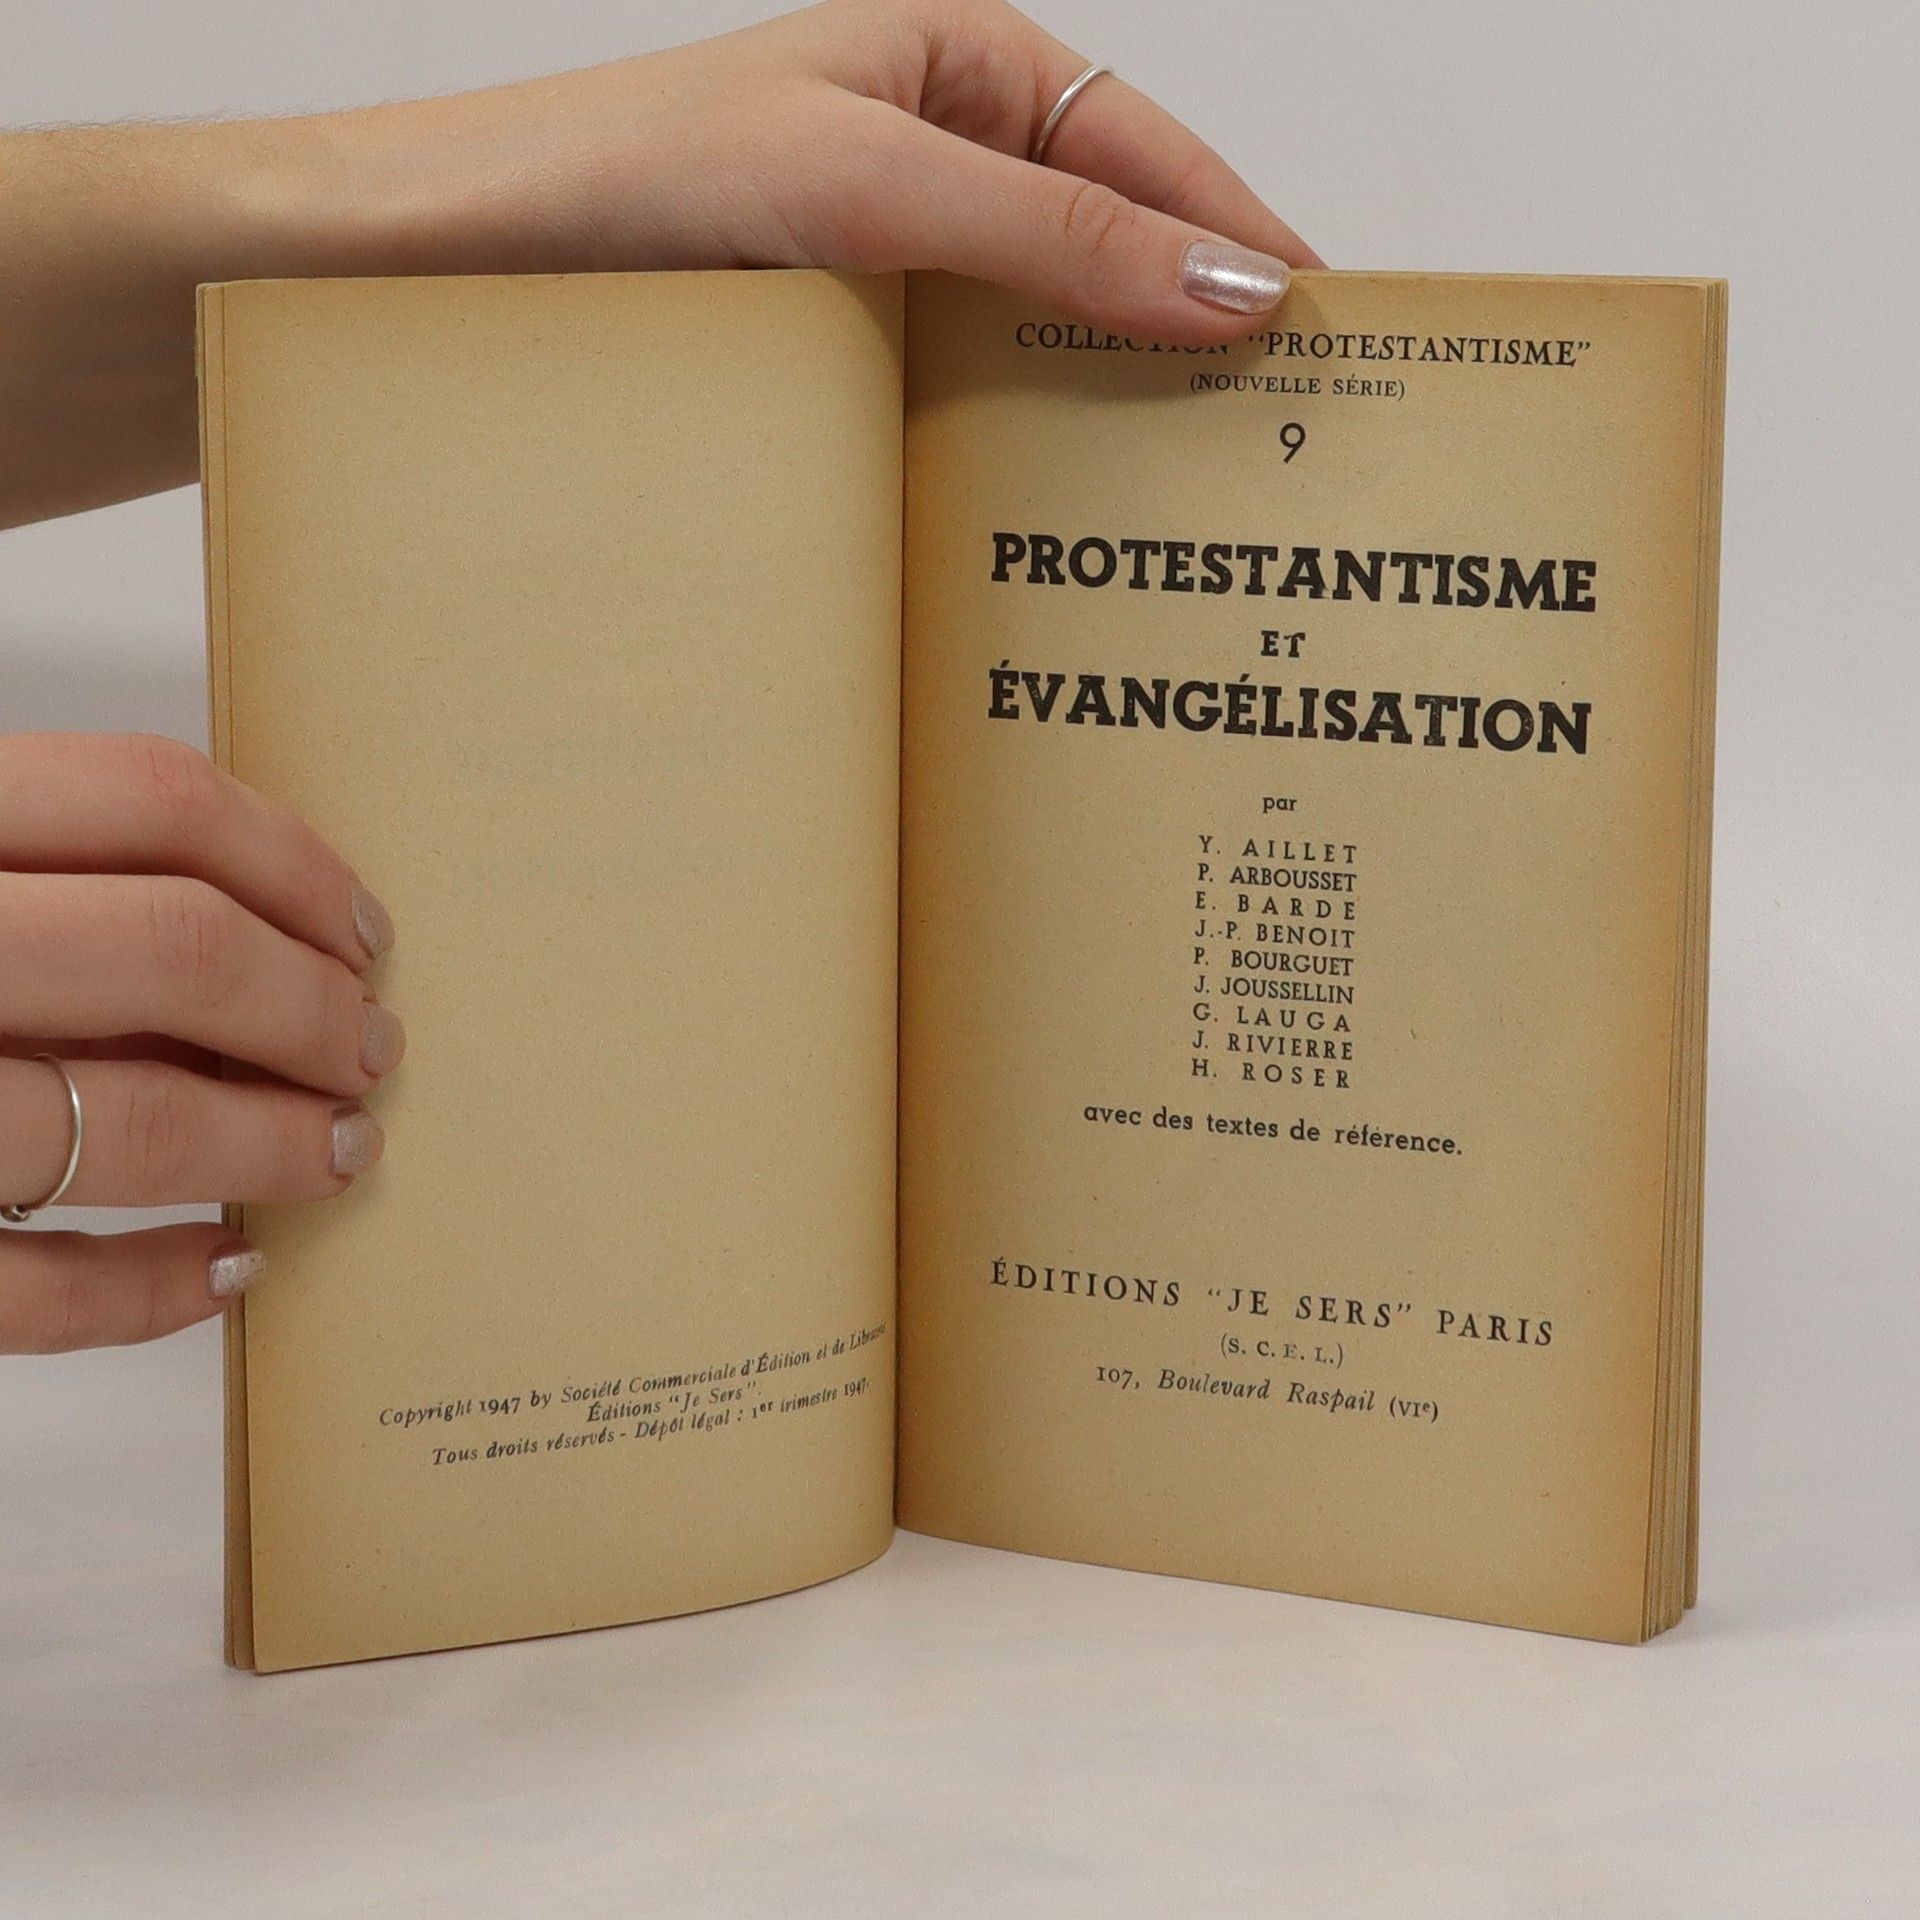 Copyright 1947 by Société Commerciale d'Édition et de Librairie
Éditions "Je Sers".
Tous droits réservés - Dépôt légal : 1er trimestre 1947.
COLLECTION "PROTESTANTISME"
(NOUVELLE SÉRIE)
9
PROTESTANTISME
ET
ÉVANGÉLISATION
par
Y. AILLET
P. ARBOUSSET
E. BARDE
J.-P. BENOIT
P. BOURGUET
J. JOUSSELLIN
G. LAUGA
J. RIVIERRE
H. ROSER
avec des textes de référence.
ÉDITIONS "JE SERS" PARIS
(S. C. E. L.)
107, Boulevard Raspail (VIe)